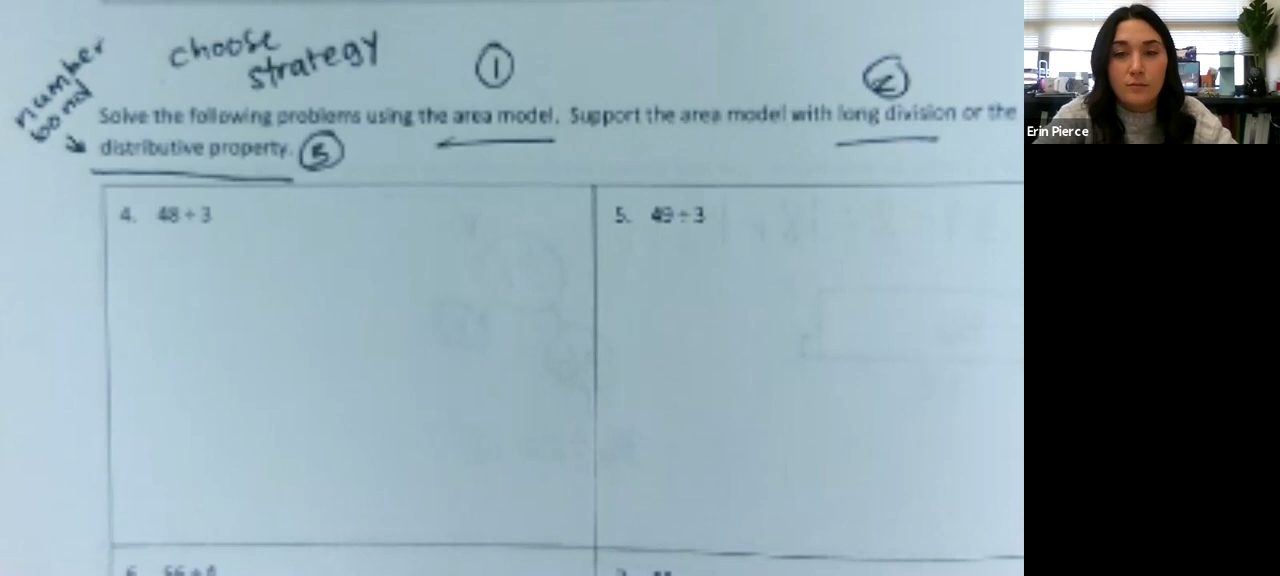 choose
strategy
①
②
number
bond
Solve the following problems using the area model. Support the area model with long division or the
distributive property. ③
4. 48 ÷ 3
5. 49 ÷ 3
6.
Erin Pierce